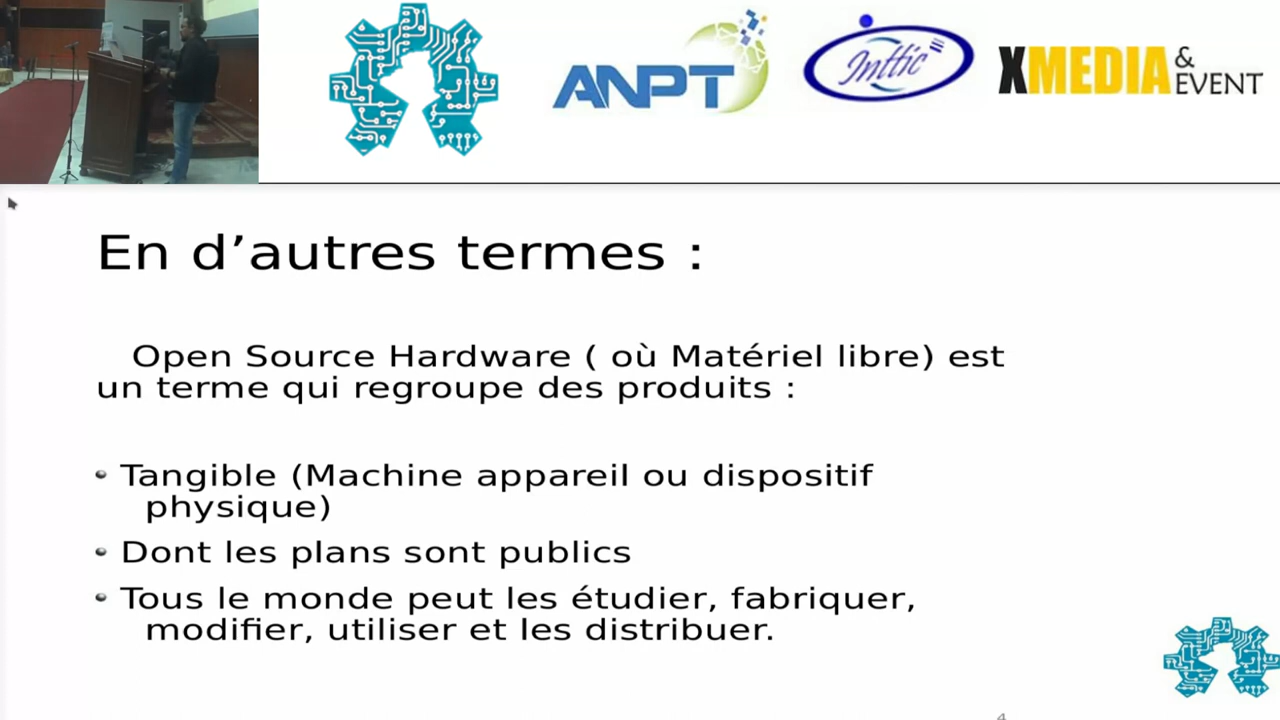 ANPT
Inttic
XMEDIA & EVENT
En d’autres termes :
Open Source Hardware ( où Matériel libre) est
un terme qui regroupe des produits :
• Tangible (Machine appareil ou dispositif
physique)
• Dont les plans sont publics
• Tous le monde peut les étudier, fabriquer,
modifier, utiliser et les distribuer.
4